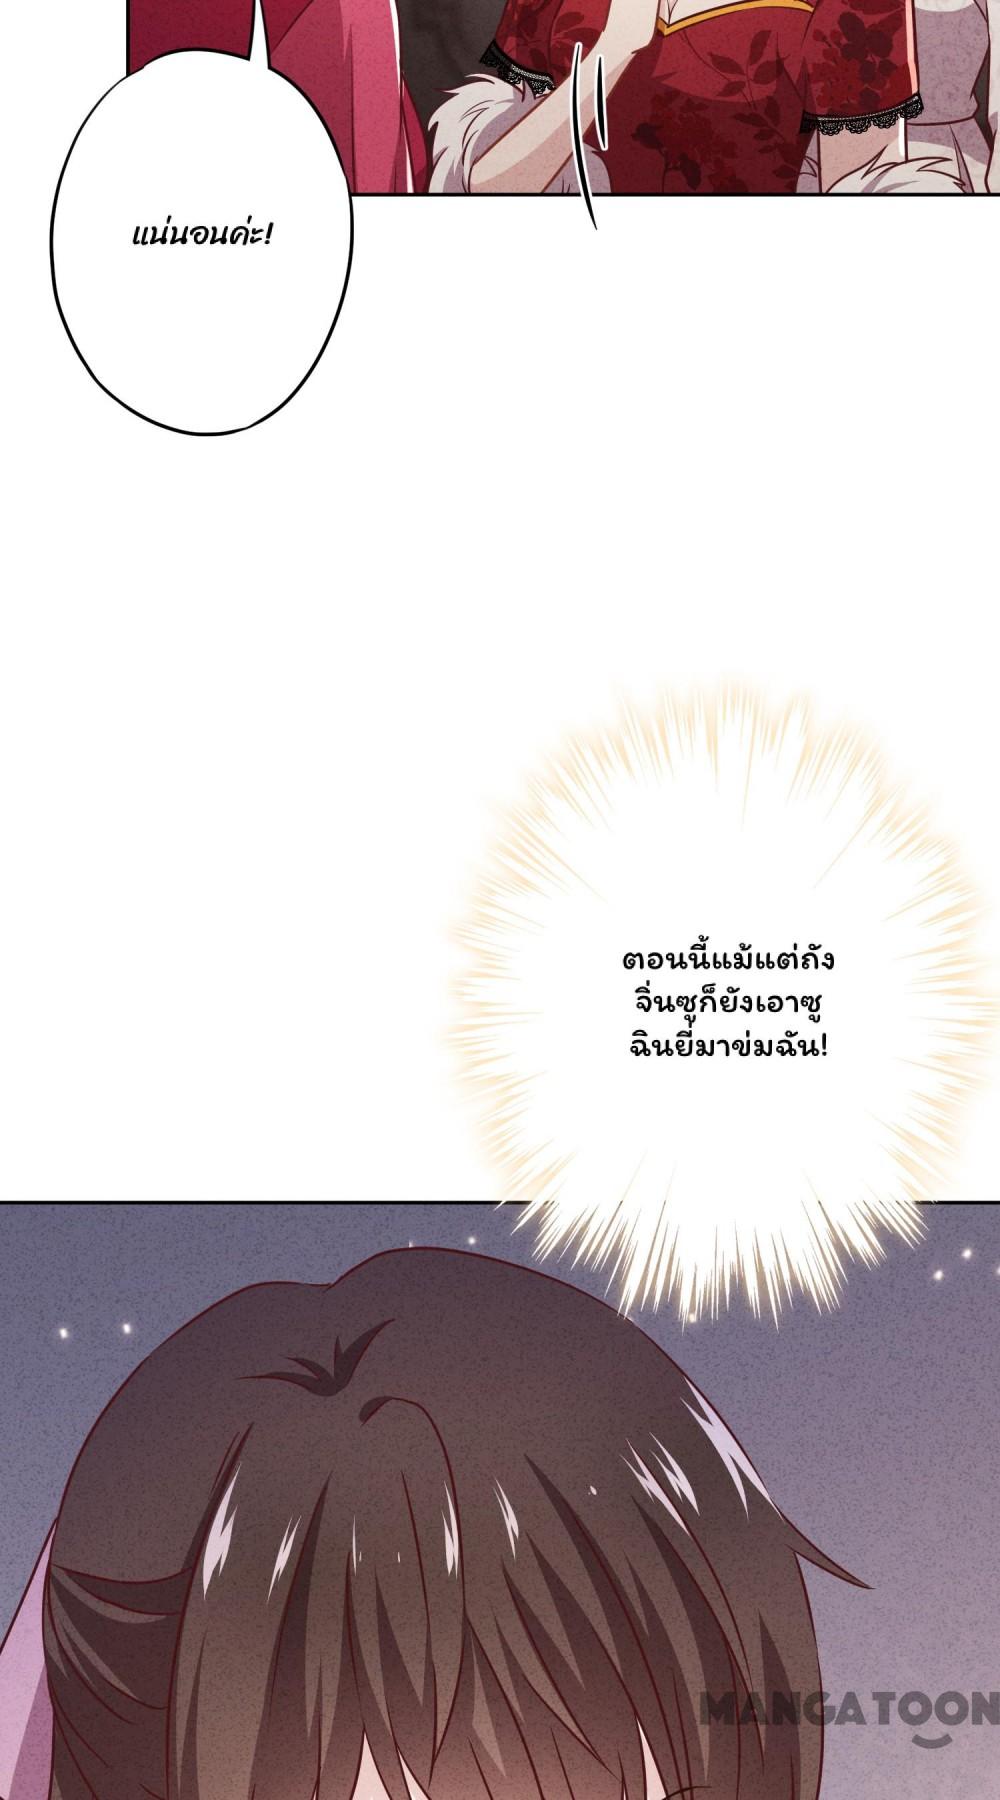 แน่นอนค่ะ!
ตอนนี้แม้แต่ถัง
จิ่นซูก็ยังเอาซู
ฉินยี่มาข่มฉัน!
MANGATOON